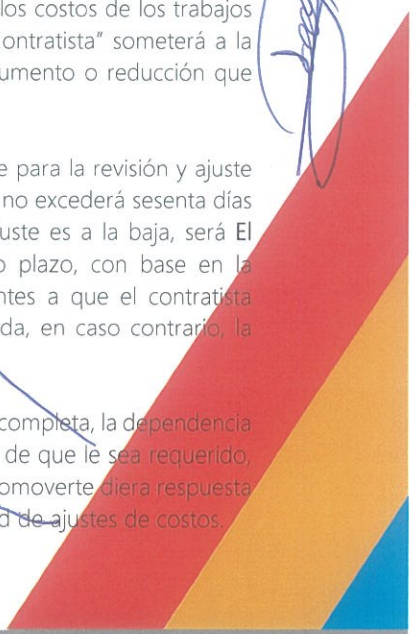 los costos de los trabajos
ontratista" someterá a la
umento o reducción que
e para la revisión y ajuste
no excederá sesenta días
uste es a la baja, será El
o plazo, con base en la
ntes a que el contratista
da, en caso contrario, la
completa, la dependencia
de que le sea requerido,
omoverte diera respuesta
d de ajustes de costos.